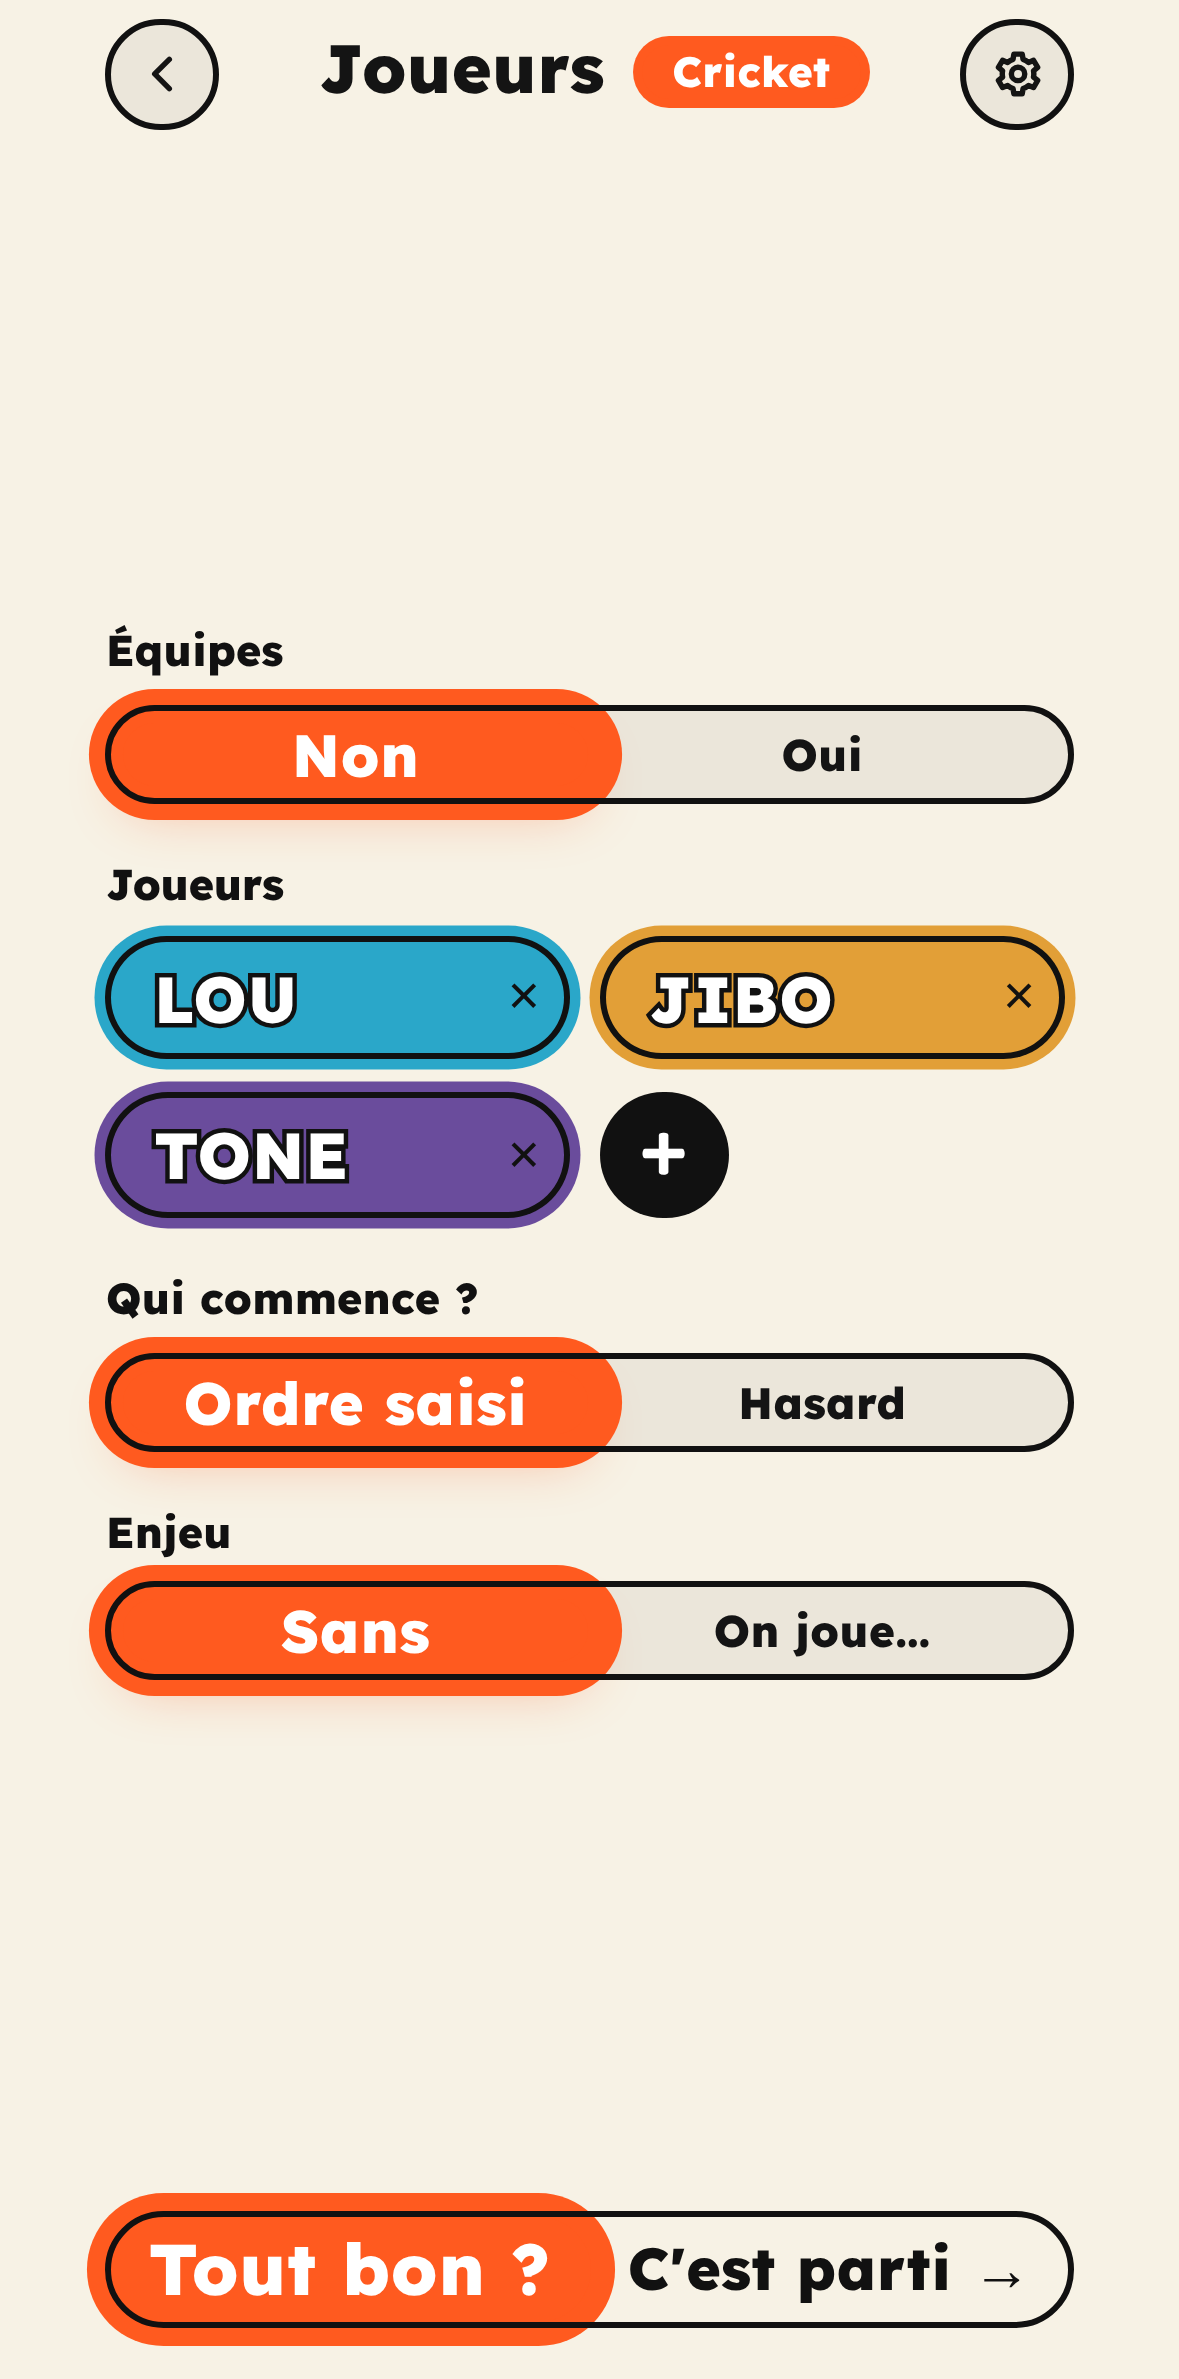 Joueurs Cricket
Équipes
Non Oui
Joueurs
LOU × JIBO ×
TONE × +
Qui commence ?
Ordre saisi Hasard
Enjeu
Sans On joue...
Tout bon ? C'est parti →